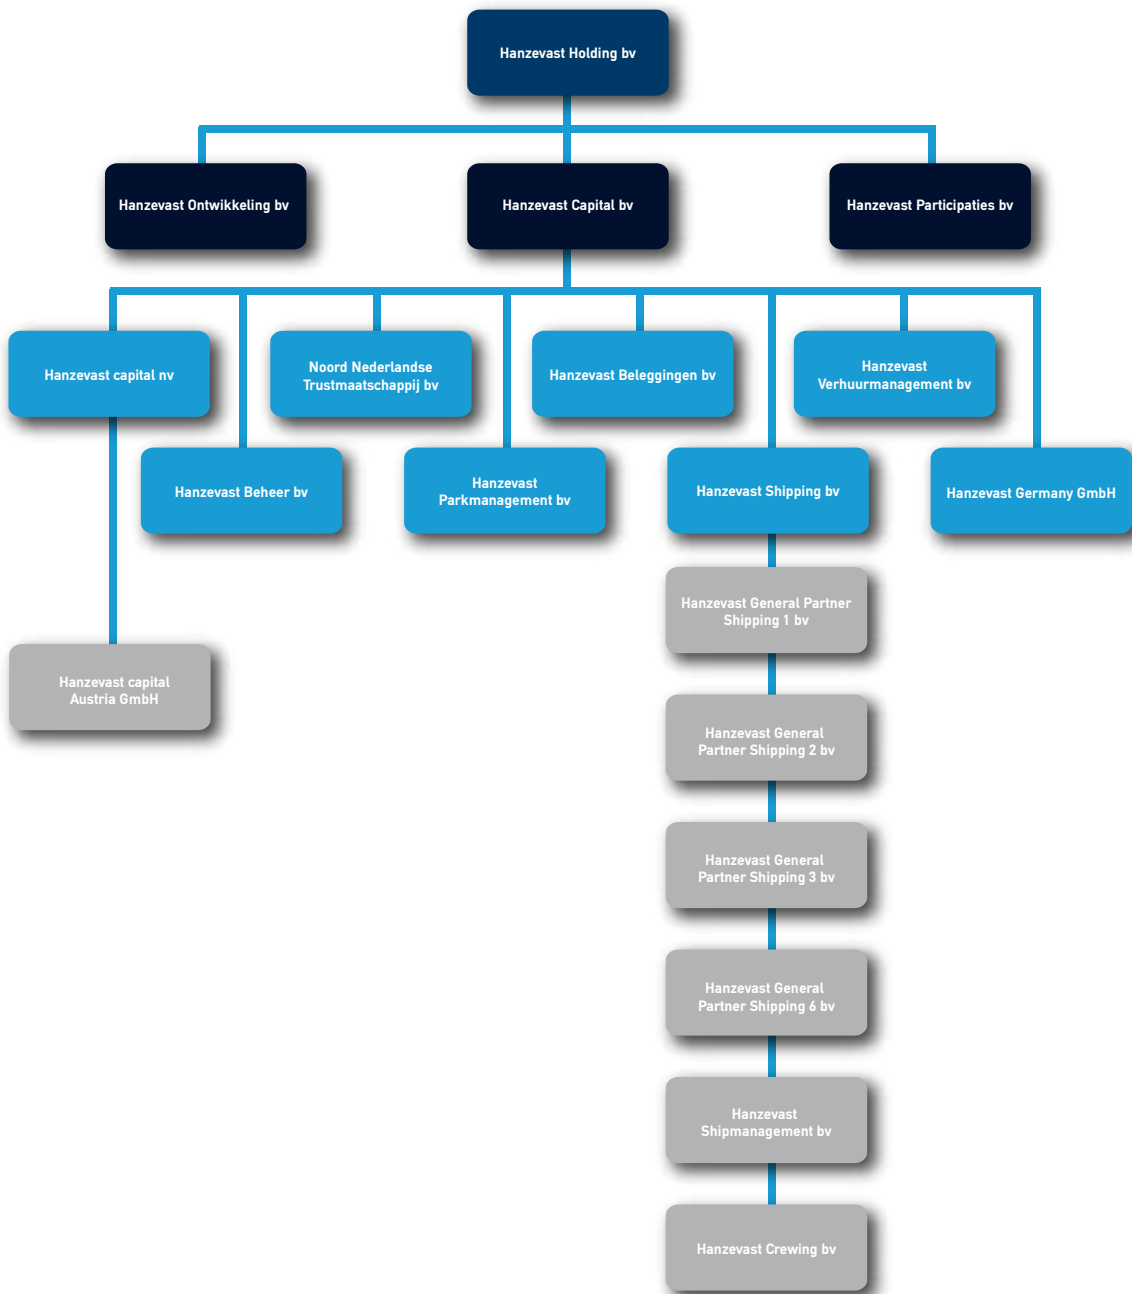 Hanzevast Holding bv
Hanzevast Ontwikkeling bv
Hanzevast Capital bv
Hanzevast Participaties bv
Hanzevast capital nv
Noord Nederlandse
Trustmaatschappij bv
Hanzevast Beleggingen bv
Hanzevast
Verhuurmanagement bv
Hanzevast Beheer bv
Hanzevast
Parkmanagement bv
Hanzevast Shipping bv
Hanzevast Germany GmbH
Hanzevast General Partner
Shipping 1 bv
Hanzevast capital
Austria GmbH
Hanzevast General
Partner Shipping 2 bv
Hanzevast General
Partner Shipping 3 bv
Hanzevast General
Partner Shipping 6 bv
Hanzevast
Shipmanagement bv
Hanzevast Crewing bv